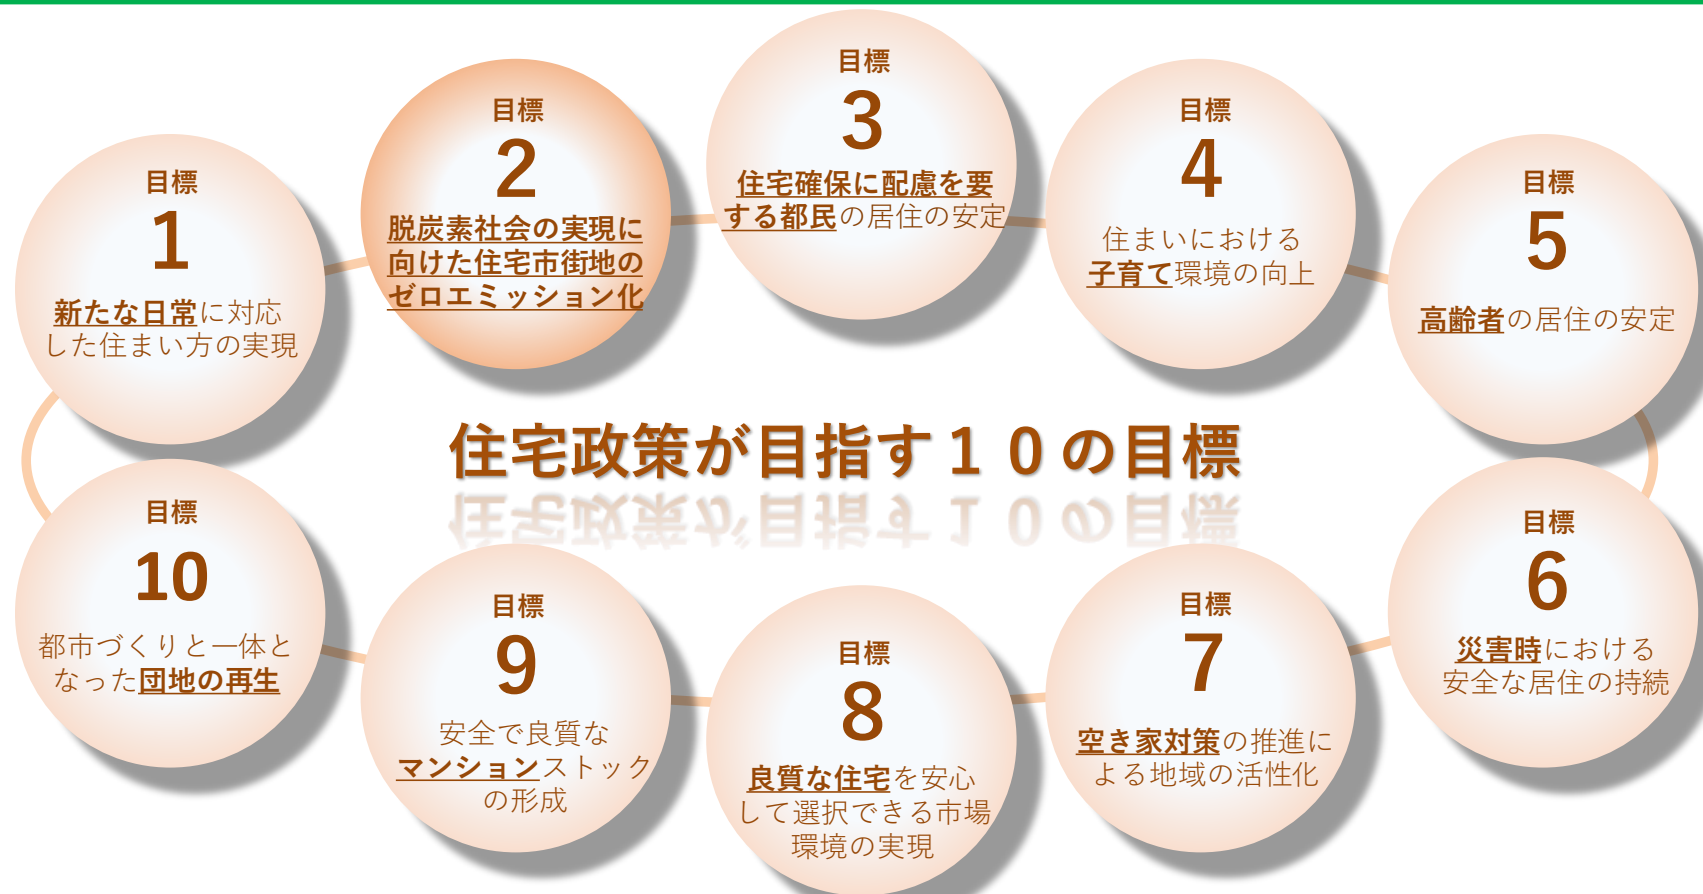 目標
1
新たな日常に対応
した住まい方の実現
目標
2
脱炭素社会の実現に
向けた住宅市街地の
ゼロエミッション化
目標
3
住宅確保に配慮を要
する都民の居住の安定
目標
4
住まいにおける
子育て環境の向上
目標
5
高齢者の居住の安定
住宅政策が目指す１０の目標
目標
6
災害時における
安全な居住の持続
目標
7
空き家対策の推進に
よる地域の活性化
目標
8
良質な住宅を安心
して選択できる市場
環境の実現
目標
9
安全で良質な
マンションストック
の形成
目標
10
都市づくりと一体と
なった団地の再生